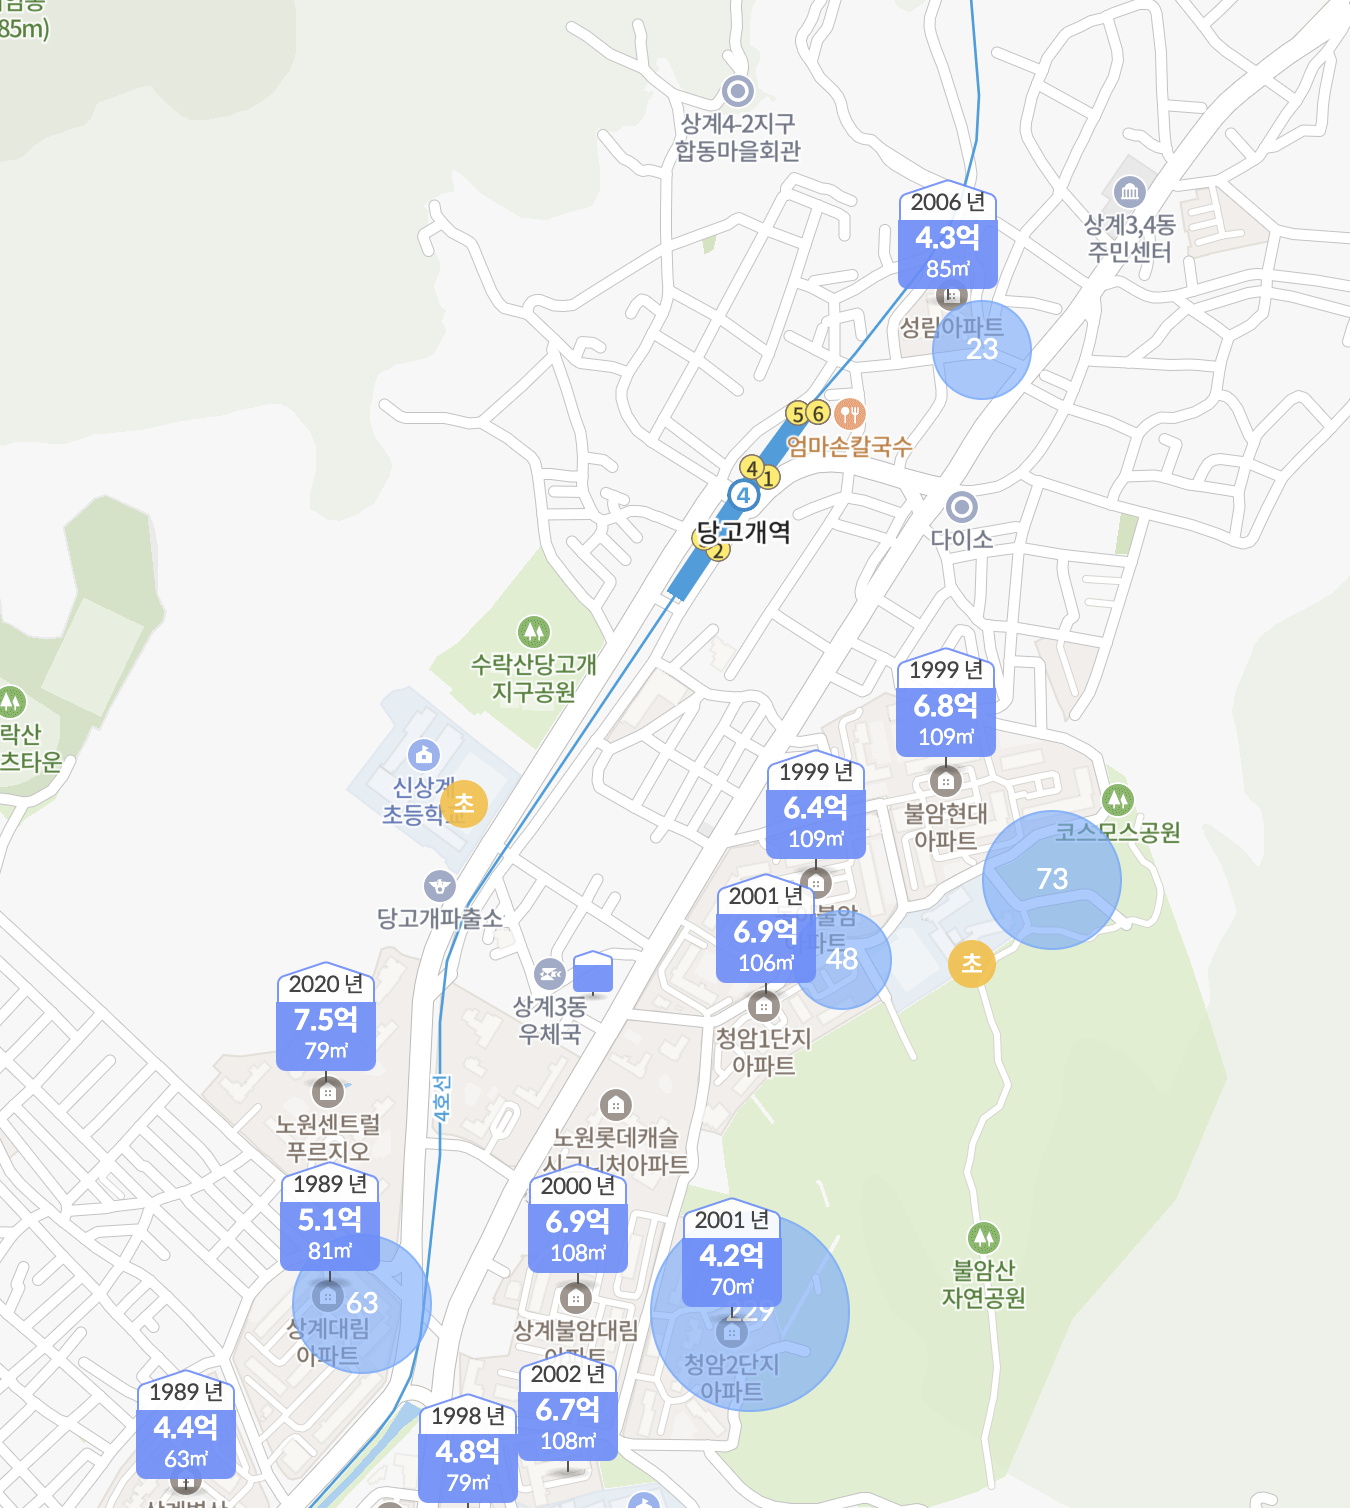 85m)
상계4-2지구
합동마을회관
2006 년
4.3억
85㎡
성림아파트
23
상계3,4동
주민센터
5
6
엄마손칼국수
4
1
4
당고개역
2
다이소
수락산당고개
지구공원
락산
츠타운
신상계
초등학교
초
당고개파출소
1999 년
6.8억
109㎡
불암현대
아파트
코스모스공원
73
1999 년
6.4억
109㎡
불암
아파트
2001 년
6.9억
106㎡
48
초
청암1단지
아파트
상계3동
우체국
2020 년
7.5억
79㎡
노원센트럴
푸르지오
4호선
노원롯데캐슬
시그니처아파트
1989 년
5.1억
81㎡
63
상계대림
아파트
2000 년
6.9억
108㎡
상계불암대림
아파트
2001 년
4.2억
70㎡
229
청암2단지
아파트
불암산
자연공원
1989 년
4.4억
63㎡
1998 년
4.8억
79㎡
2002 년
6.7억
108㎡